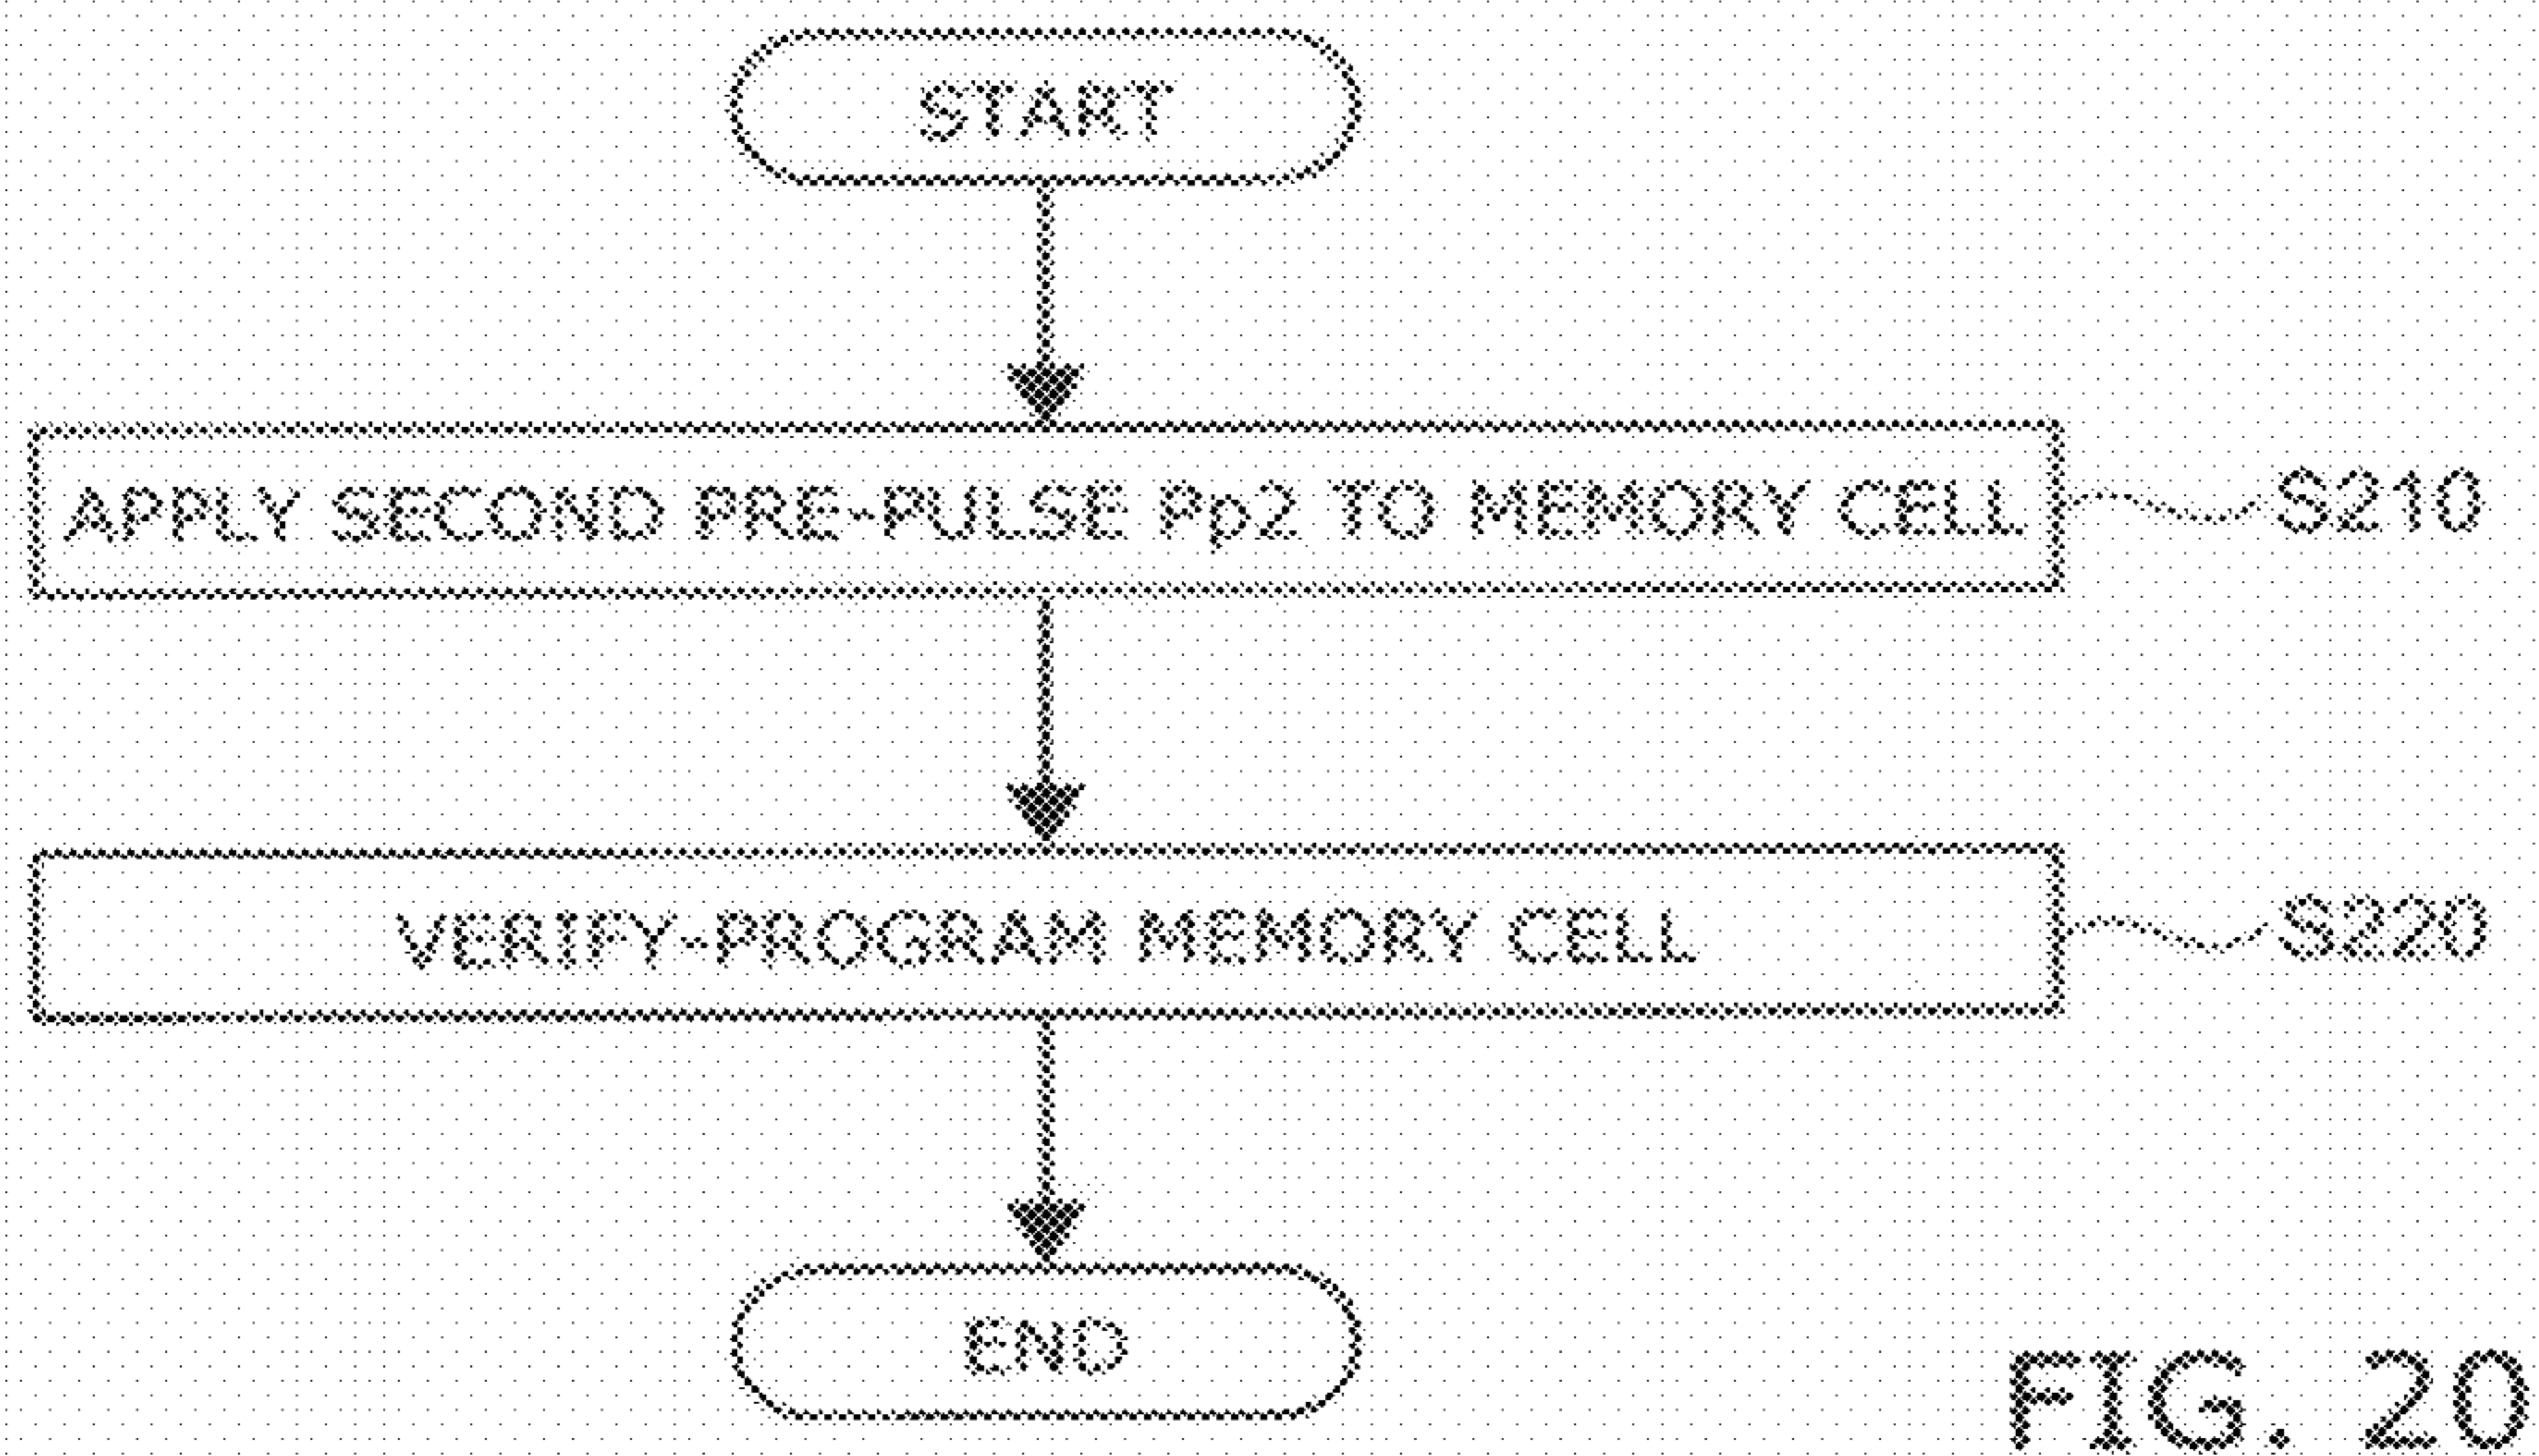 START
APPLY SECOND PRE-PULSE Pp2 TO MEMORY CELL
S210
VERIFY-PROGRAM MEMORY CELL
S220
END
FIG. 20